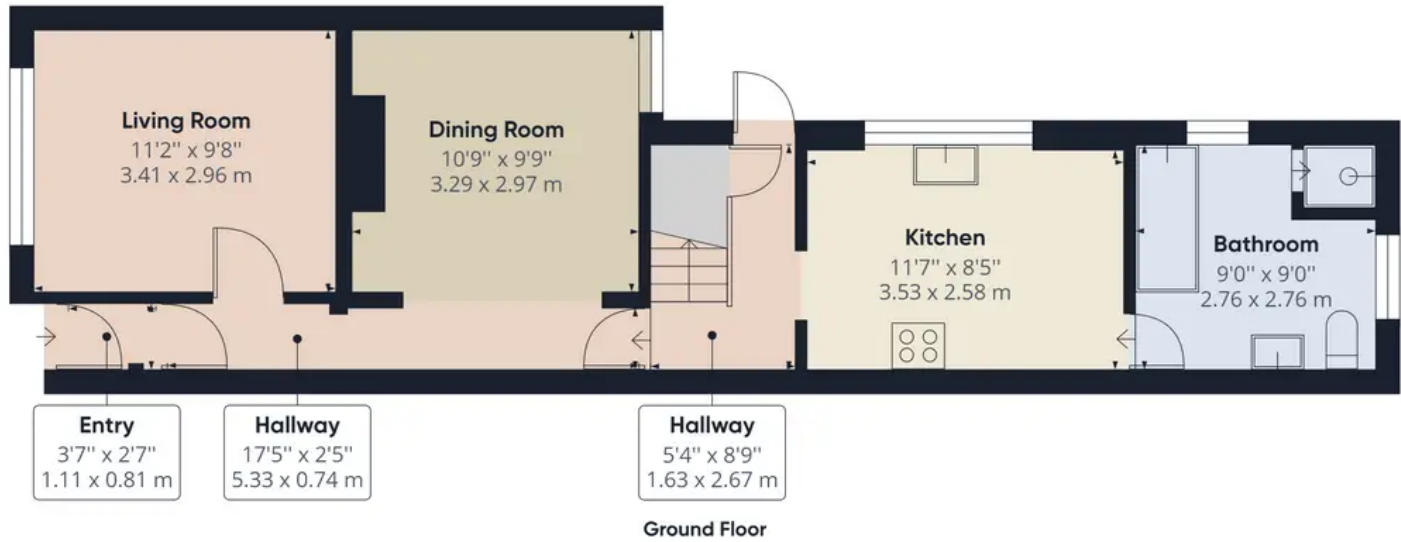 Living Room
11'2" x 9'8"
3.41 x 2.96 m
Dining Room
10'9" x 9'9"
3.29 x 2.97 m
Kitchen
11'7" x 8'5"
3.53 x 2.58 m
Bathroom
9'0" x 9'0"
2.76 x 2.76 m
Entry
3'7" x 2'7"
1.11 x 0.81 m
Hallway
17'5" x 2'5"
5.33 x 0.74 m
Hallway
5'4" x 8'9"
1.63 x 2.67 m
Ground Floor